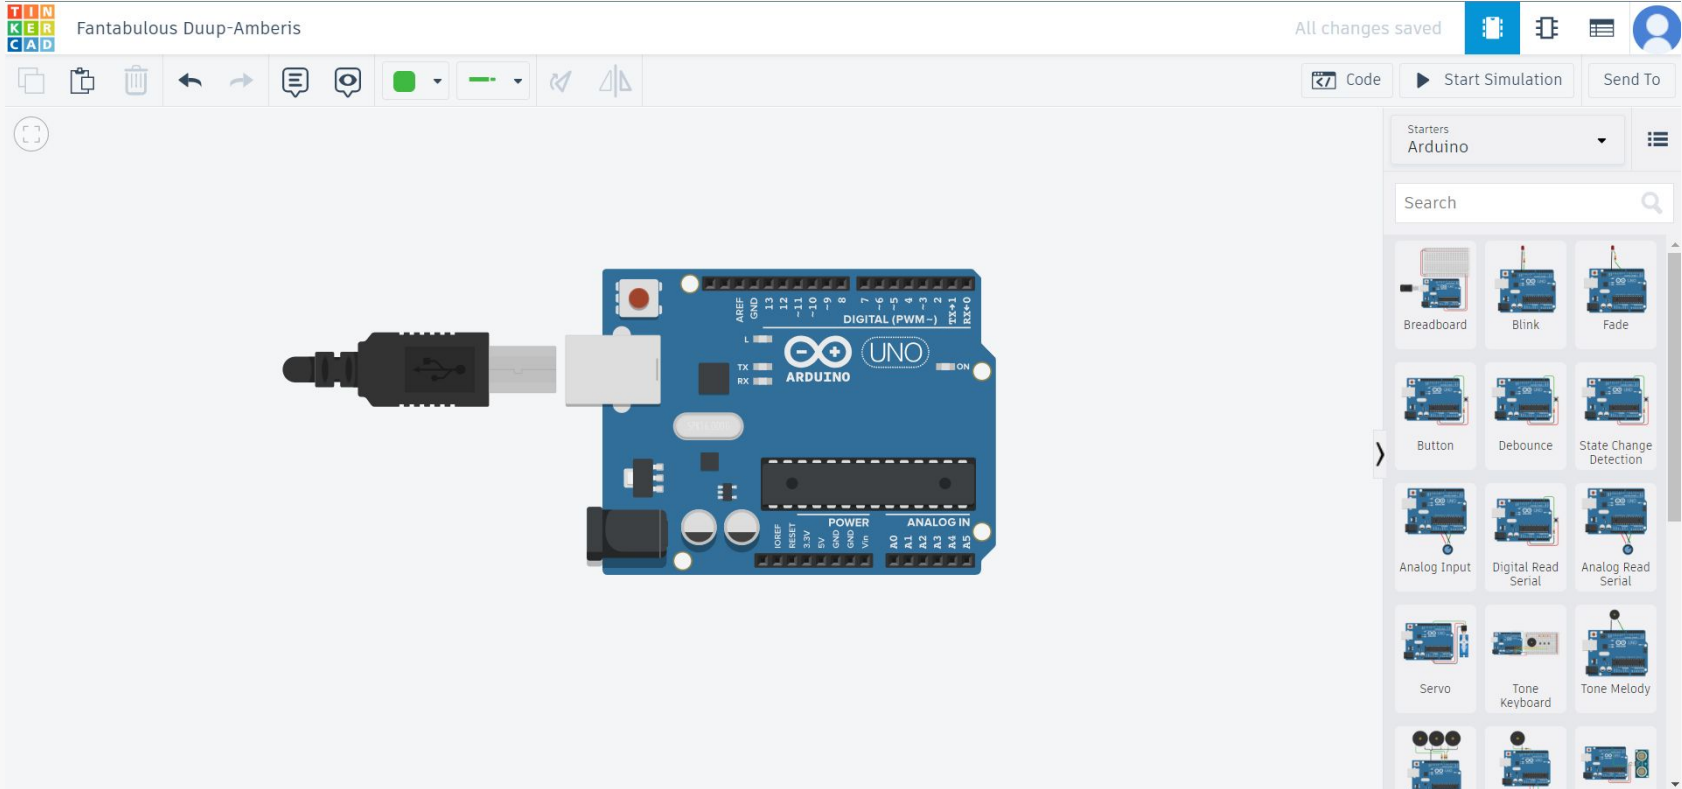 TIN
KER
CAD
Fantabulous Duup-Amberis
All changes saved
Code
Start Simulation
Send To
Starters
Arduino
Search
Breadboard
Blink
Fade
Button
Debounce
State Change
Detection
Analog Input
Digital Read
Serial
Analog Read
Serial
Servo
Tone
Keyboard
Tone Melody
AREF
GND
13
12
~11
~10
~9
8
7
~6
~5
4
~3
2
TX→1
RX←0
DIGITAL (PWM~)
L
TX
RX
ARDUINO
UNO
ON
POWER
ANALOG IN
IOREF
RESET
3.3V
5V
GND
GND
Vin
A0
A1
A2
A3
A4
A5